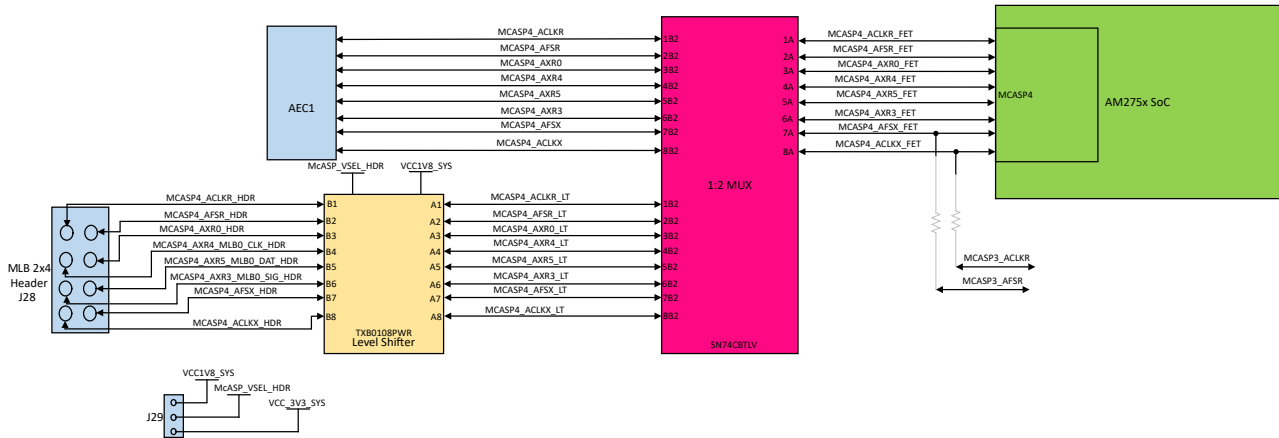 MCASP4_ACLKR
MCASP4_AFSR
MCASP4_AXR0
MCASP4_AXR4
MCASP4_AXR5
MCASP4_AXR3
MCASP4_AFSX
MCASP4_ACLKX
AEC1
1B2
2B2
3B2
4B2
5B2
6B2
7B2
8B2
1A
2A
3A
4A
5A
6A
7A
8A
MCASP4_ACLKR_FET
MCASP4_AFSR_FET
MCASP4_AXR0_FET
MCASP4_AXR4_FET
MCASP4_AXR5_FET
MCASP4_AXR3_FET
MCASP4_AFSX_FET
MCASP4_ACLKX_FET
MCASP4
AM275x SoC
1:2 MUX
McASP_VSEL_HDR
VCC1V8_SYS
MCASP4_ACLKR_HDR
MCASP4_AFSR_HDR
MCASP4_AXR0_HDR
MCASP4_AXR4_MLB0_CLK_HDR
MCASP4_AXR5_MLB0_DAT_HDR
MCASP4_AXR3_MLB0_SIG_HDR
MCASP4_AFSX_HDR
MCASP4_ACLKX_HDR
MLB 2x4
Header
J28
B1
B2
B3
B4
B5
B6
B7
B8
A1
A2
A3
A4
A5
A6
A7
A8
TXB0108PWR
Level Shifter
MCASP4_ACLKR_LT
MCASP4_AFSR_LT
MCASP4_AXR0_LT
MCASP4_AXR4_LT
MCASP4_AXR5_LT
MCASP4_AXR3_LT
MCASP4_AFSX_LT
MCASP4_ACLKX_LT
1B2
2B2
3B2
4B2
5B2
6B2
7B2
8B2
SN74CBTLV
MCASP3_ACLKR
MCASP3_AFSR
VCC1V8_SYS
McASP_VSEL_HDR
VCC_3V3_SYS
J29